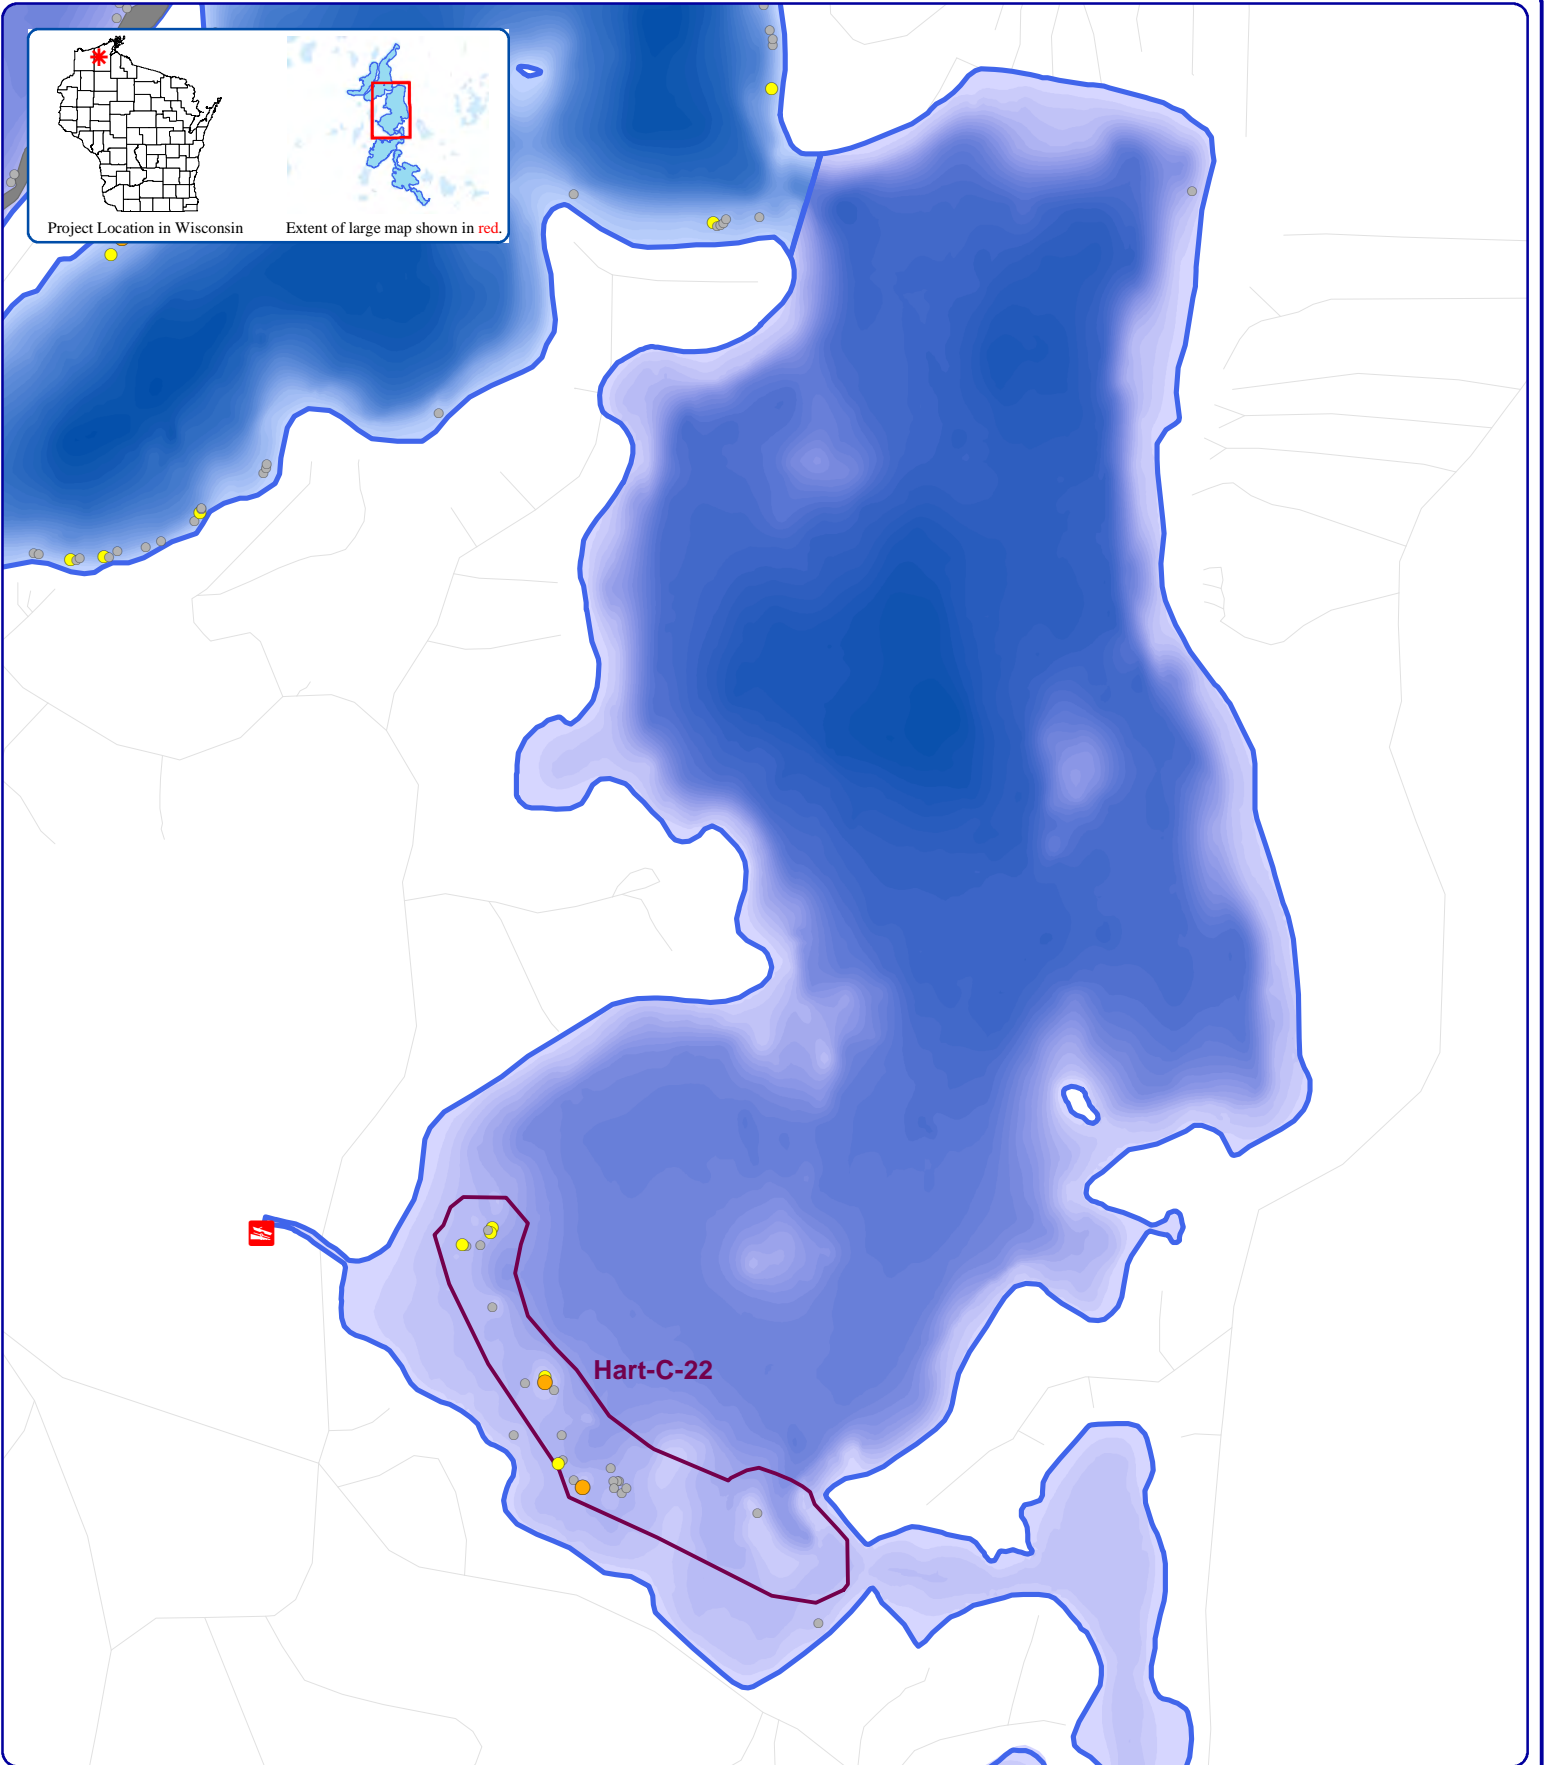 Project Location in Wisconsin
Extent of large map shown in red.
Hart-C-22